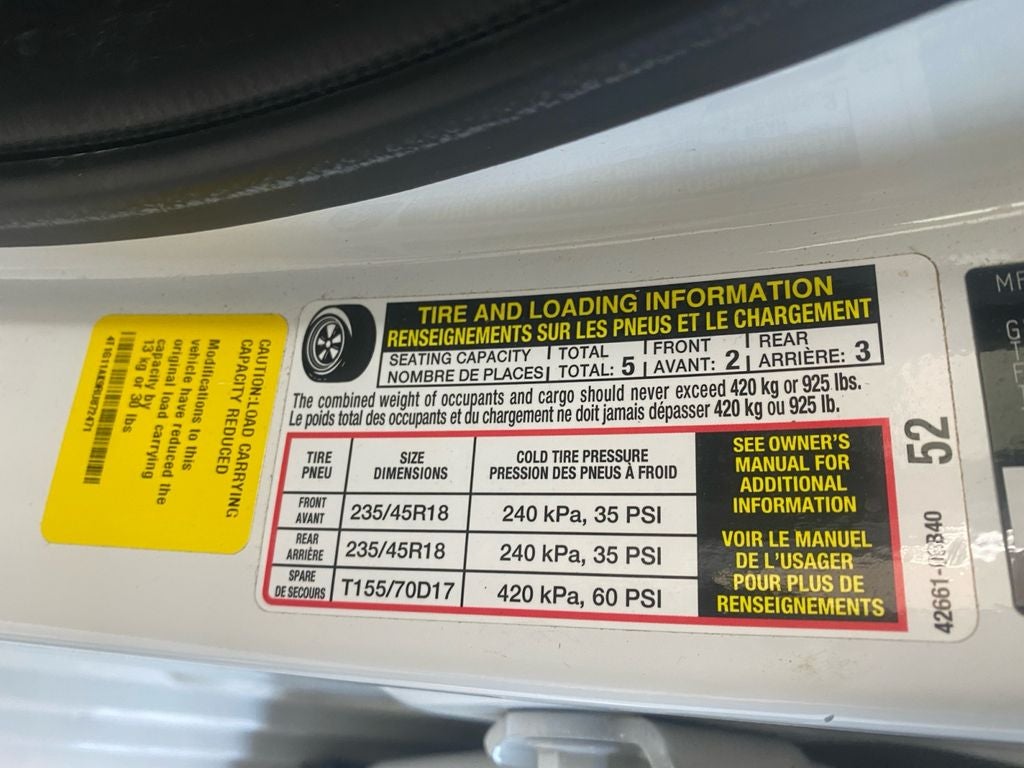 CAUTION:LOAD CARRYING
CAPACITY REDUCED
Modifications to this
vehicle have reduced the
original load carrying
capacity by
13 kg or 30 lbs
TIRE AND LOADING INFORMATION
RENSEIGNEMENTS SUR LES PNEUS ET LE CHARGEMENT
SEATING CAPACITY | TOTAL | FRONT | REAR
NOMBRE DE PLACES | TOTAL: 5 | AVANT: 2 | ARRIÈRE: 3
The combined weight of occupants and cargo should never exceed 420 kg or 925 lbs.
Le poids total des occupants et du chargement ne doit jamais dépasser 420 kg ou 925 lb.
TIRE SIZE COLD TIRE PRESSURE
PNEU DIMENSIONS PRESSION DES PNEUS À FROID
FRONT
AVANT 235/45R18 240 kPa, 35 PSI
REAR
ARRIÈRE 235/45R18 240 kPa, 35 PSI
SPARE
DE SECOURS T155/70D17 420 kPa, 60 PSI
SEE OWNER'S
MANUAL FOR
ADDITIONAL
INFORMATION
VOIR LE MANUEL
DE L'USAGER
POUR PLUS DE
RENSEIGNEMENTS
52
MF